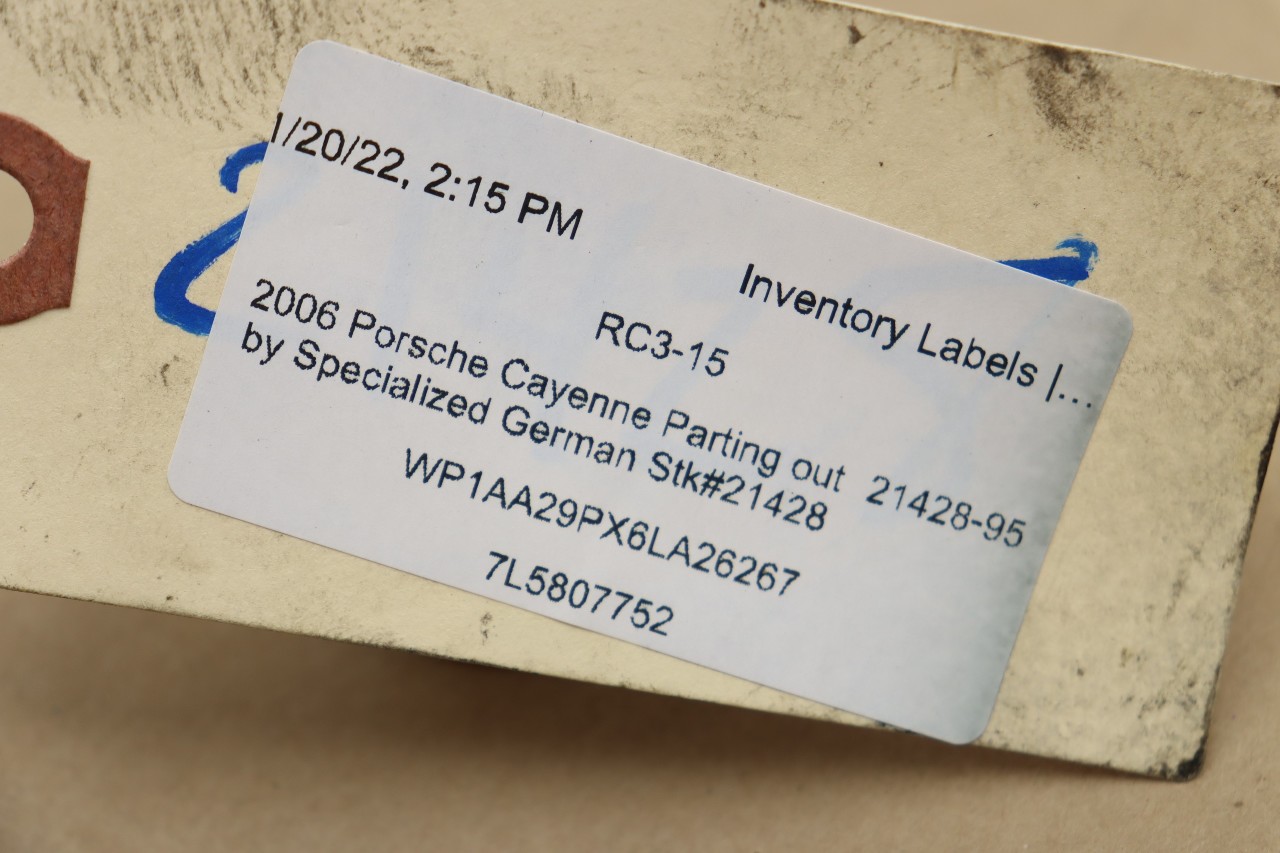 1/20/22, 2:15 PM
Inventory Labels |...
RC3-15
2006 Porsche Cayenne Parting out 21428-95
by Specialized German Stk#21428
WP1AA29PX6LA26267
7L5807752